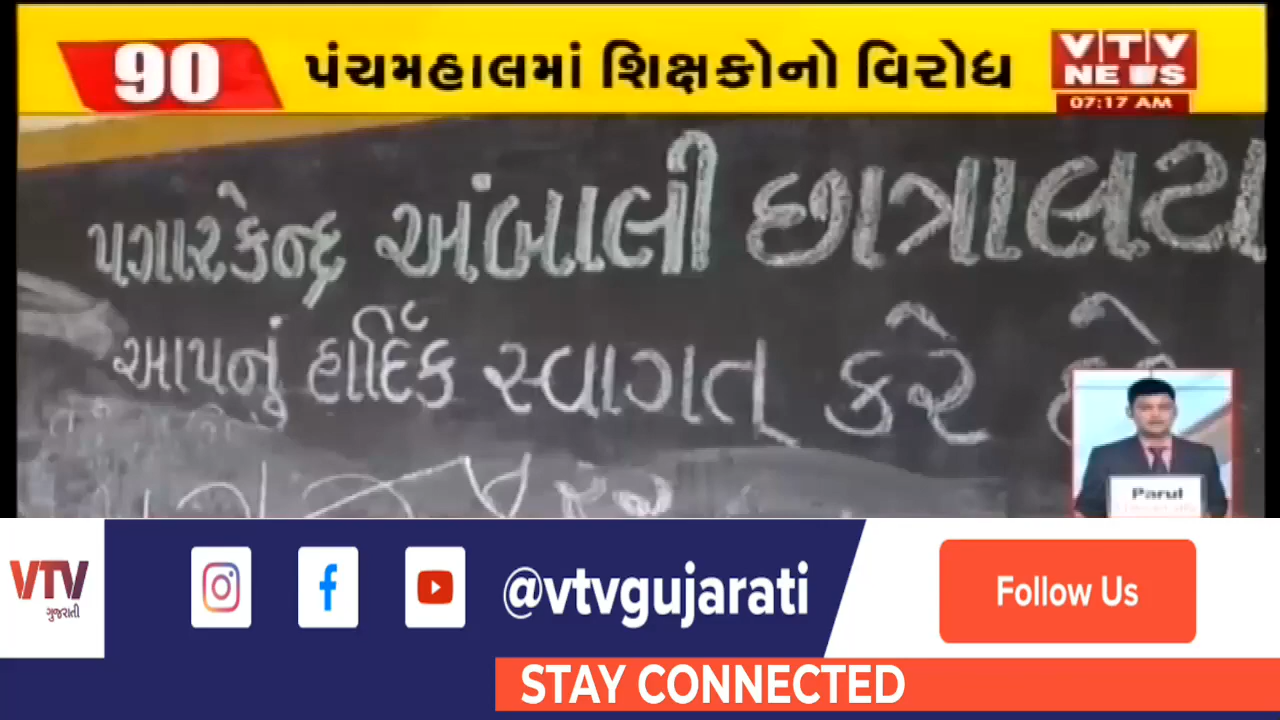 90
પંચમહાલમાં શિક્ષકોનો વિરોધ
VTV
NEWS
07:17 AM
પગારકેન્દ્ર અંબાલી છાત્રાલય
આપનું હાર્દિક સ્વાગત કરે છે
Parul
VTV
ગુજરાતી
@vtvgujarati
Follow Us
STAY CONNECTED